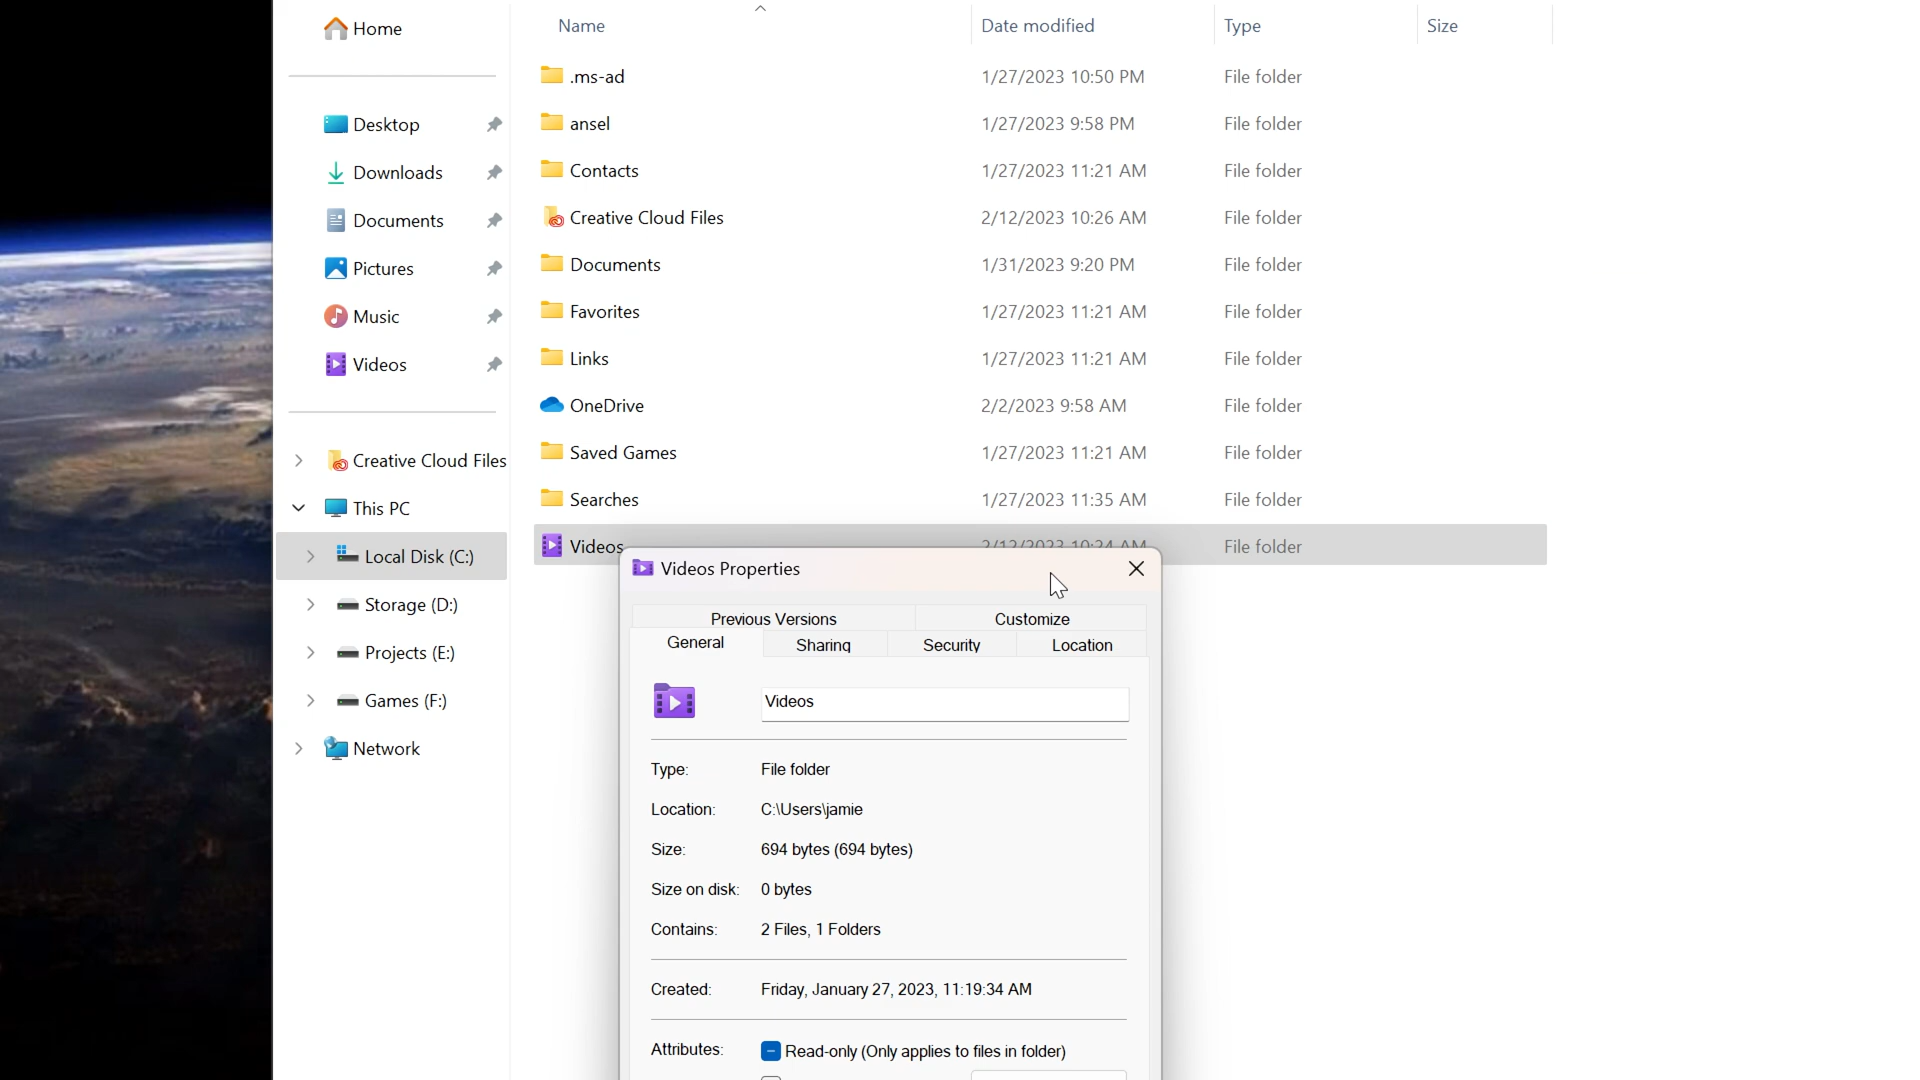 Home
Desktop
Downloads
Documents
Pictures
Music
Videos
Creative Cloud Files
This PC
Local Disk (C:)
Storage (D:)
Projects (E:)
Games (F:)
Network
Name Date modified Type Size
.ms-ad 1/27/2023 10:50 PM File folder
ansel 1/27/2023 9:58 PM File folder
Contacts 1/27/2023 11:21 AM File folder
Creative Cloud Files 2/12/2023 10:26 AM File folder
Documents 1/31/2023 9:20 PM File folder
Favorites 1/27/2023 11:21 AM File folder
Links 1/27/2023 11:21 AM File folder
OneDrive 2/2/2023 9:58 AM File folder
Saved Games 1/27/2023 11:21 AM File folder
Searches 1/27/2023 11:35 AM File folder
Videos 2/12/2023 10:24 AM File folder
Videos Properties
Previous Versions Customize
General Sharing Security Location
Videos
Type: File folder
Location: C:\Users\jamie
Size: 694 bytes (694 bytes)
Size on disk: 0 bytes
Contains: 2 Files, 1 Folders
Created: Friday, January 27, 2023, 11:19:34 AM
Attributes: Read-only (Only applies to files in folder)